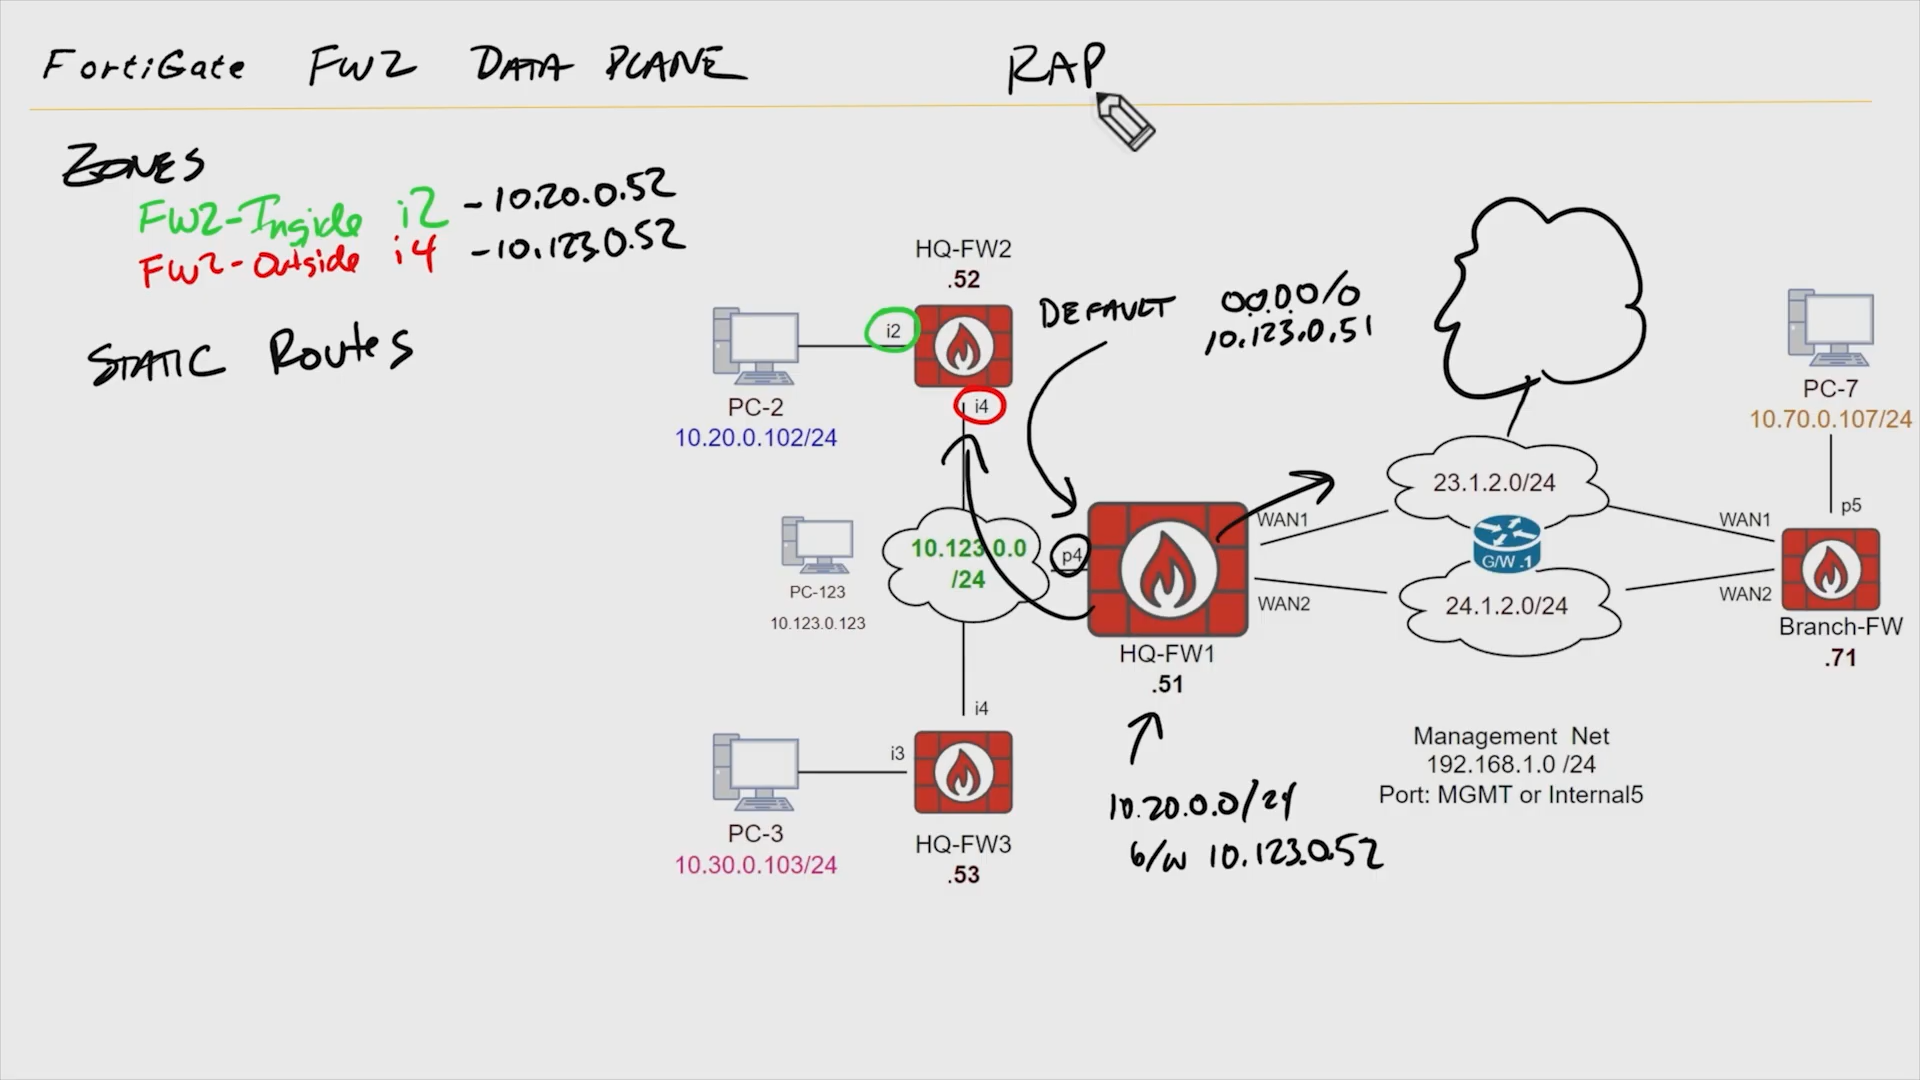 FortiGate FW2 DATA PLANE RAP
ZONES
FW2-Inside i2 - 10.20.0.52
FW2-Outside i4 - 10.123.0.52
STATIC Routes
HQ-FW2
.52
i2
i4
PC-2
10.20.0.102/24
DEFAULT 0.0.0.0/0
10.123.0.51
PC-7
10.70.0.107/24
p5
23.1.2.0/24
WAN1
WAN1
G/W .1
10.123.0.0
/24
p4
PC-123
10.123.0.123
WAN2
24.1.2.0/24
WAN2
Branch-FW
.71
HQ-FW1
.51
i4
i3
PC-3
10.30.0.103/24
HQ-FW3
.53
10.20.0.0/24
G/W 10.123.0.52
Management Net
192.168.1.0 /24
Port: MGMT or Internal5